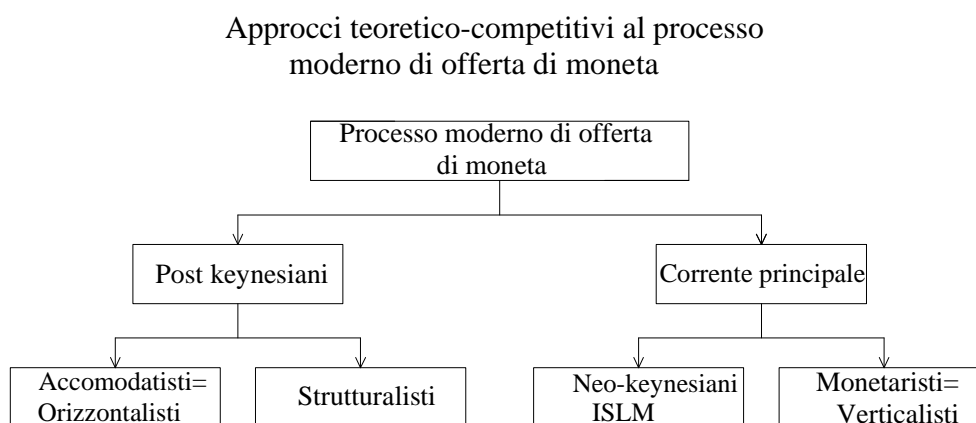 Approcci teoretico-competitivi al processo
moderno di offerta di moneta
Processo moderno di offerta
di moneta
Post keynesiani
Corrente principale
Accomodatisti=
Orizzontalisti
Strutturalisti
Neo-keynesiani
ISLM
Monetaristi=
Verticalisti